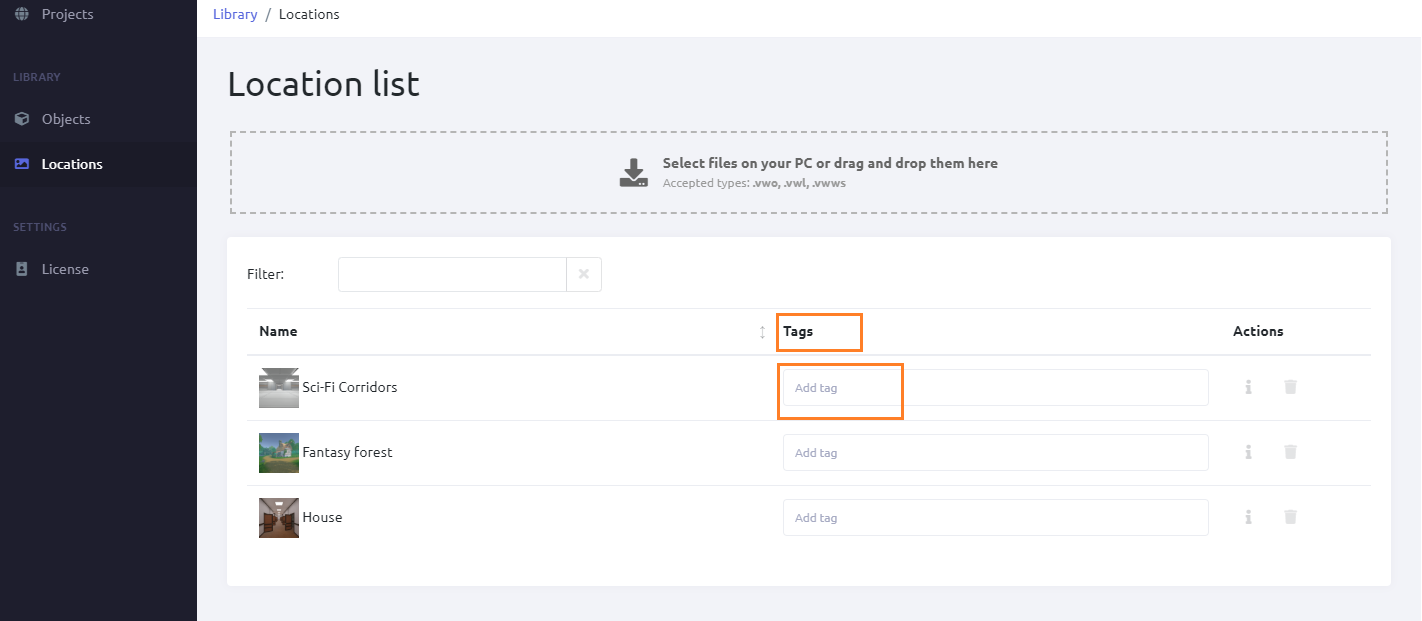 Projects
Library / Locations
LIBRARY
Objects
Locations
SETTINGS
License
Location list
Select files on your PC or drag and drop them here
Accepted types: .vwo, .vwl, .vwws
Filter:
Name Tags Actions
Sci-Fi Corridors Add tag
Fantasy forest Add tag
House Add tag